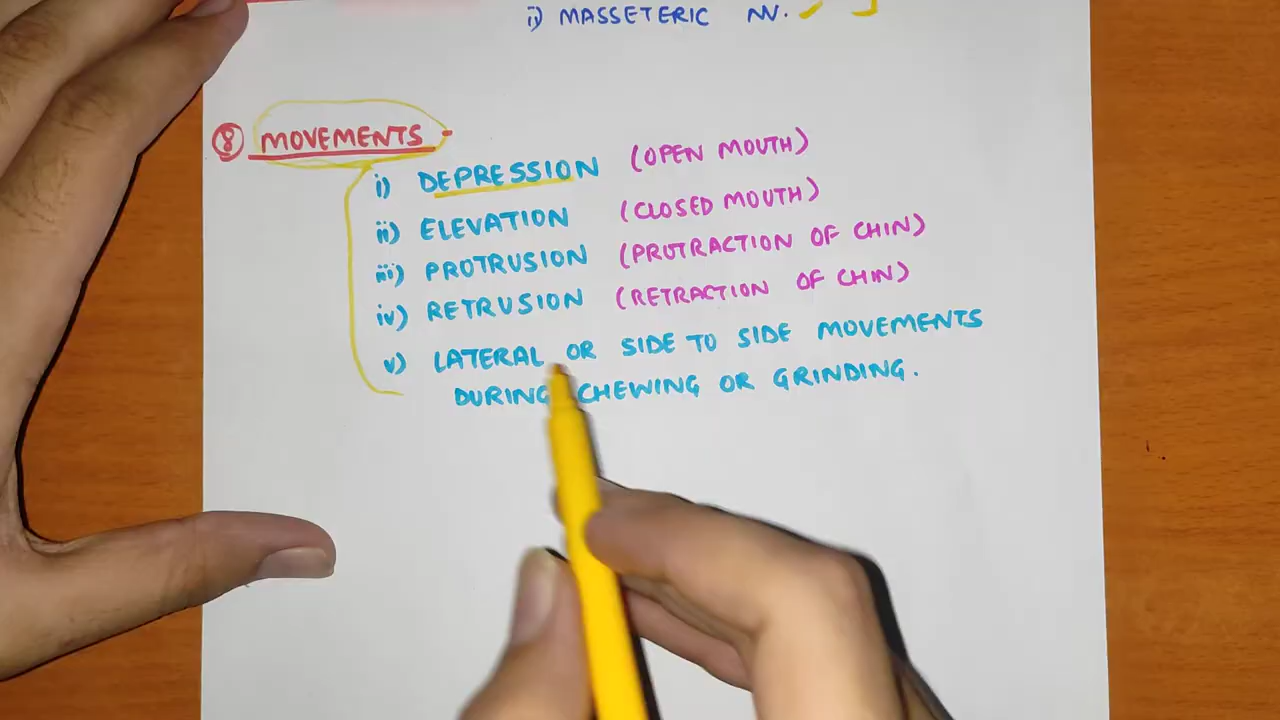 ii) MASSETERIC NV.
8 MOVEMENTS -
i) DEPRESSION (OPEN MOUTH)
ii) ELEVATION (CLOSED MOUTH)
iii) PROTRUSION (PROTRACTION OF CHIN)
iv) RETRUSION (RETRACTION OF CHIN)
v) LATERAL OR SIDE TO SIDE MOVEMENTS
DURING CHEWING OR GRINDING.